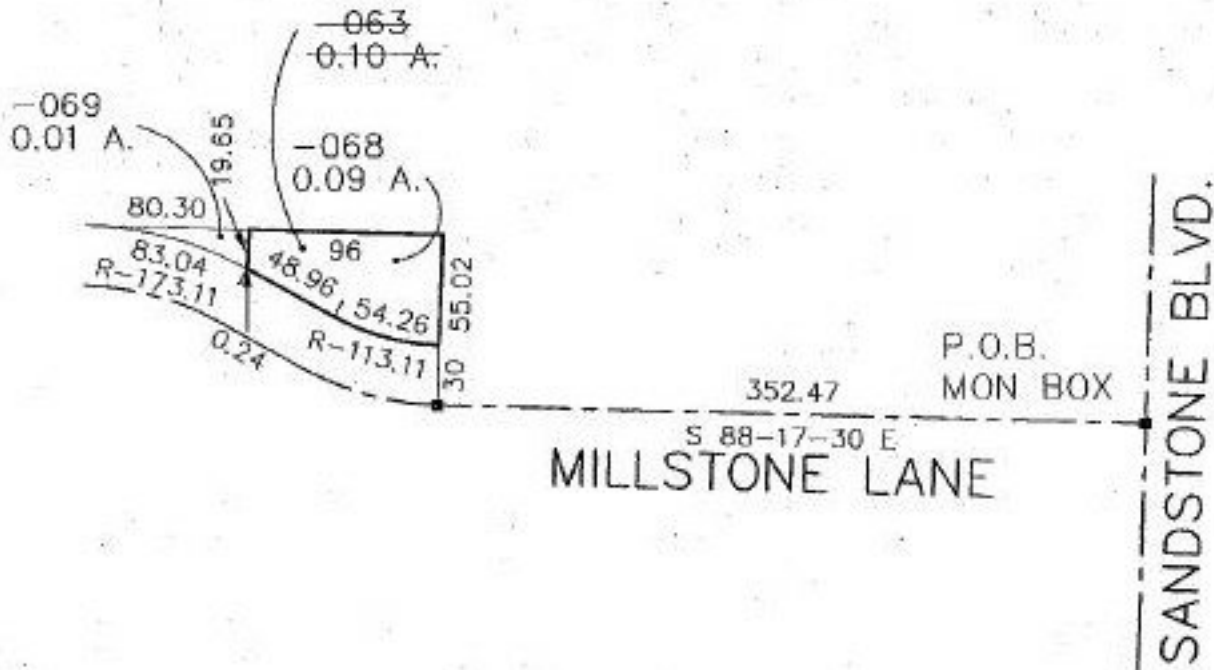 -063
0.10 A.
-069
0.01 A.
19.65
-068
0.09 A.
80.30
96
83.04
R-173.11
48.96
54.26
55.02
R-113.11
0.24
30
P.O.B.
MON BOX
352.47
S 88-17-30 E
MILLSTONE LANE
SANDSTONE BLVD.